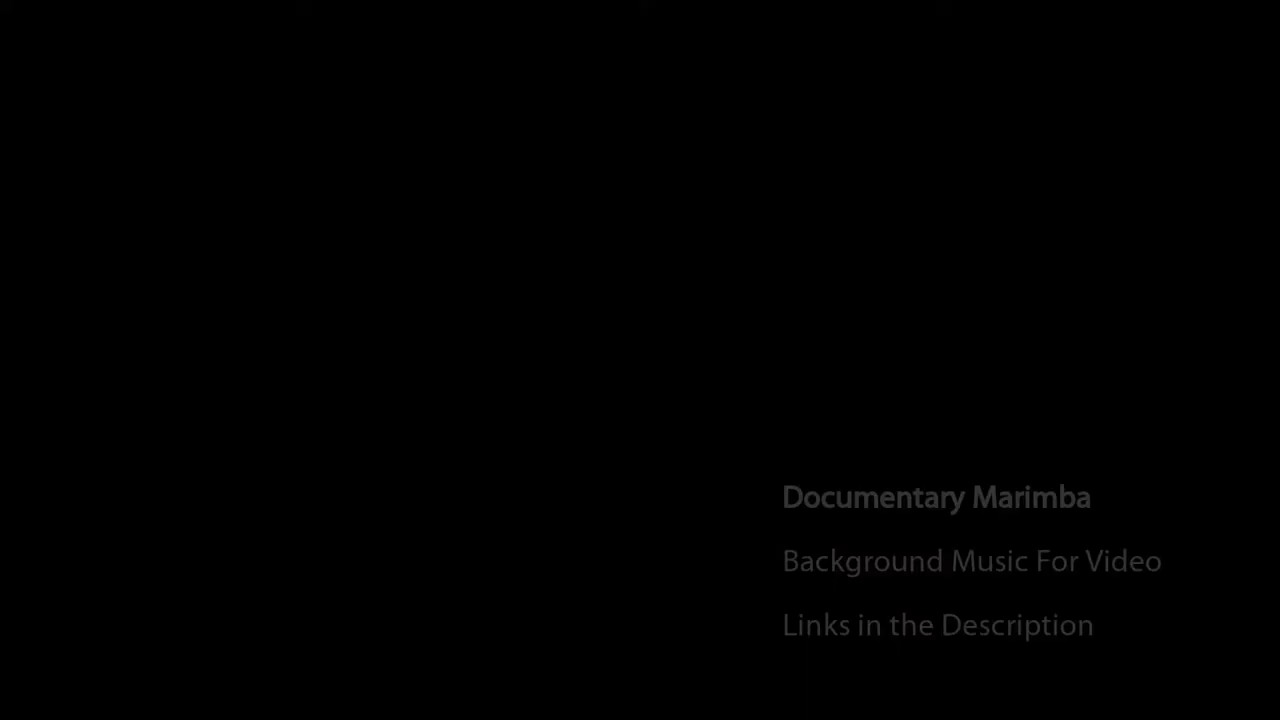 Documentary Marimba
Background Music For Video
Links in the Description